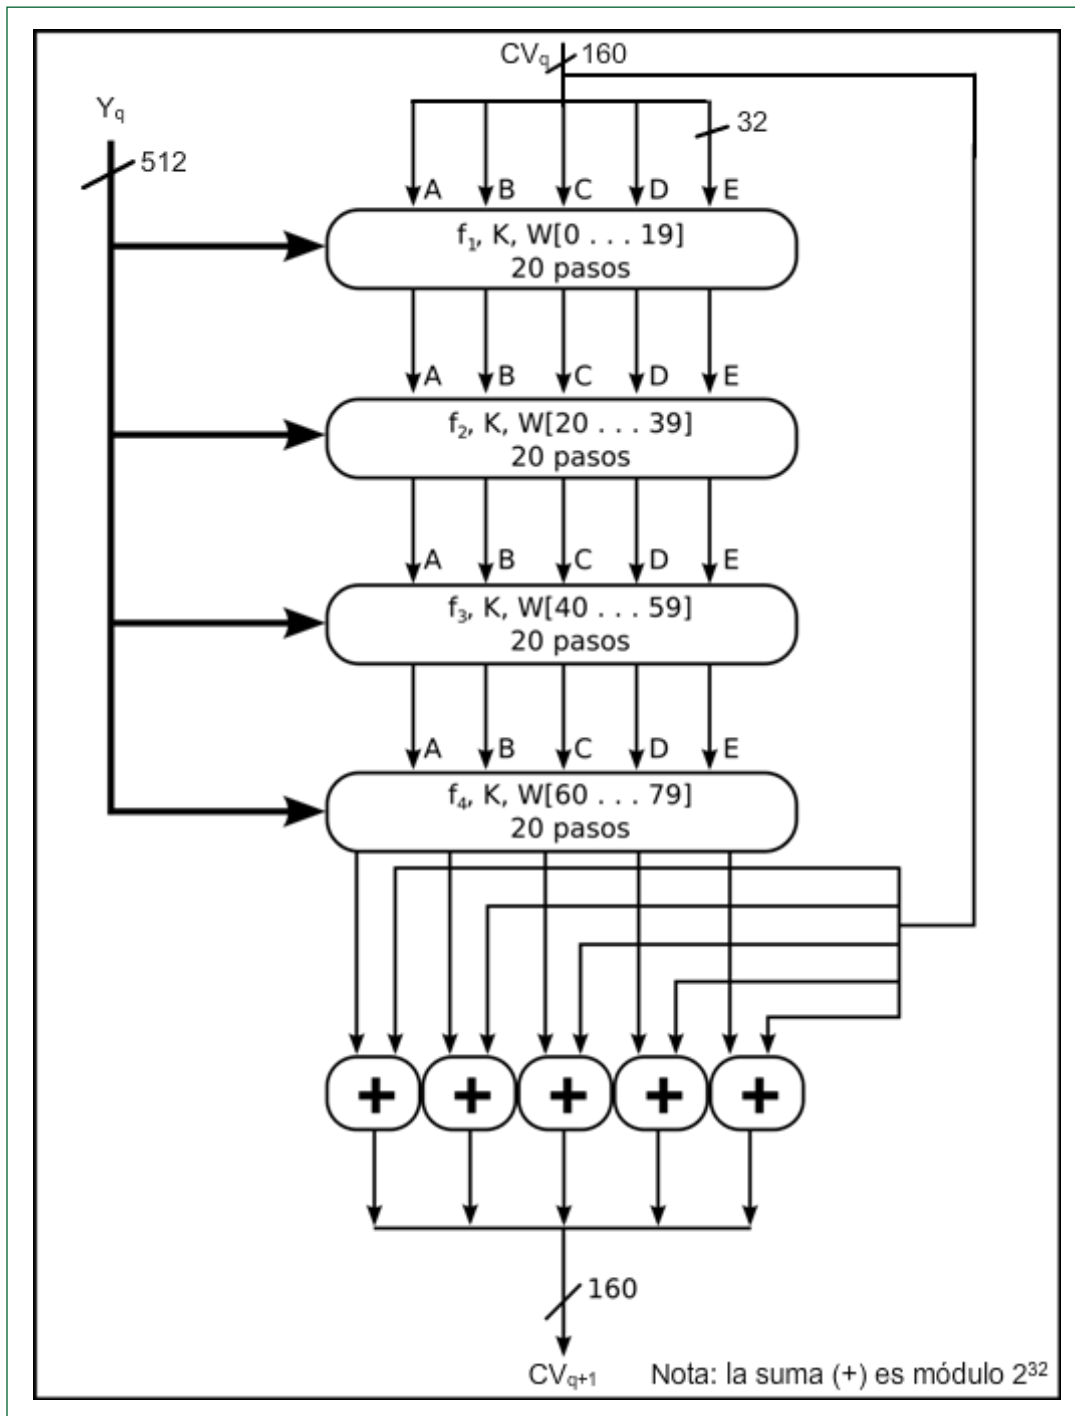 CVq 160
Yq
32
512
A B C D E
f1, K, W[0 . . . 19]
20 pasos
A B C D E
f2, K, W[20 . . . 39]
20 pasos
A B C D E
f3, K, W[40 . . . 59]
20 pasos
A B C D E
f4, K, W[60 . . . 79]
20 pasos
+ + + + +
160
CVq+1
Nota: la suma (+) es módulo 2³²